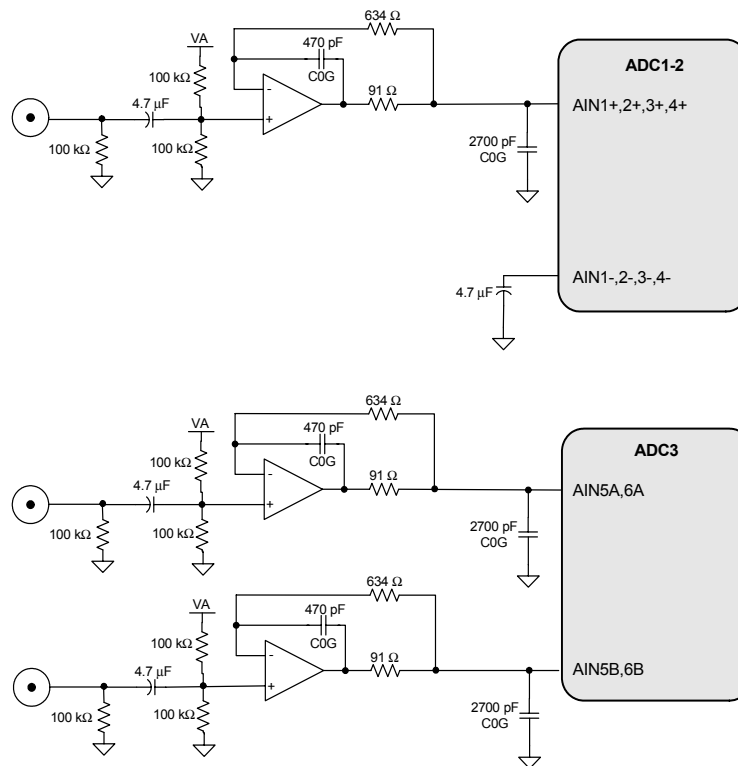 634 Ω
470 pF
C0G
VA
100 kΩ
4.7 µF
-
+
91 Ω
100 kΩ
100 kΩ
2700 pF
C0G
ADC1-2
AIN1+,2+,3+,4+
AIN1-,2-,3-,4-
4.7 µF
634 Ω
470 pF
C0G
VA
100 kΩ
4.7 µF
-
+
91 Ω
100 kΩ
100 kΩ
2700 pF
C0G
ADC3
AIN5A,6A
634 Ω
470 pF
C0G
VA
100 kΩ
4.7 µF
-
+
91 Ω
100 kΩ
100 kΩ
2700 pF
C0G
AIN5B,6B